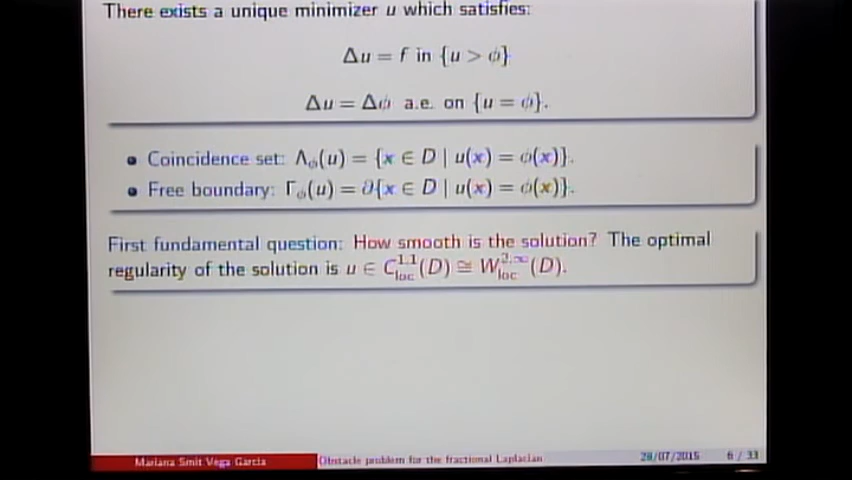 There exists a unique minimizer u which satisfies:
Δu = f in {u > ϕ}
Δu = Δϕ a.e. on {u = ϕ}.
• Coincidence set: Λ_ϕ(u) = {x ∈ D | u(x) = ϕ(x)}.
• Free boundary: Γ_ϕ(u) = ∂{x ∈ D | u(x) = ϕ(x)}.
First fundamental question: How smooth is the solution? The optimal
regularity of the solution is u ∈ C^{1,1}_{loc}(D) ≅ W^{2,∞}_{loc}(D).
Mariana Smit Vega Garcia Obstacle problem for the fractional Laplacian 28/07/2015 6 / 33